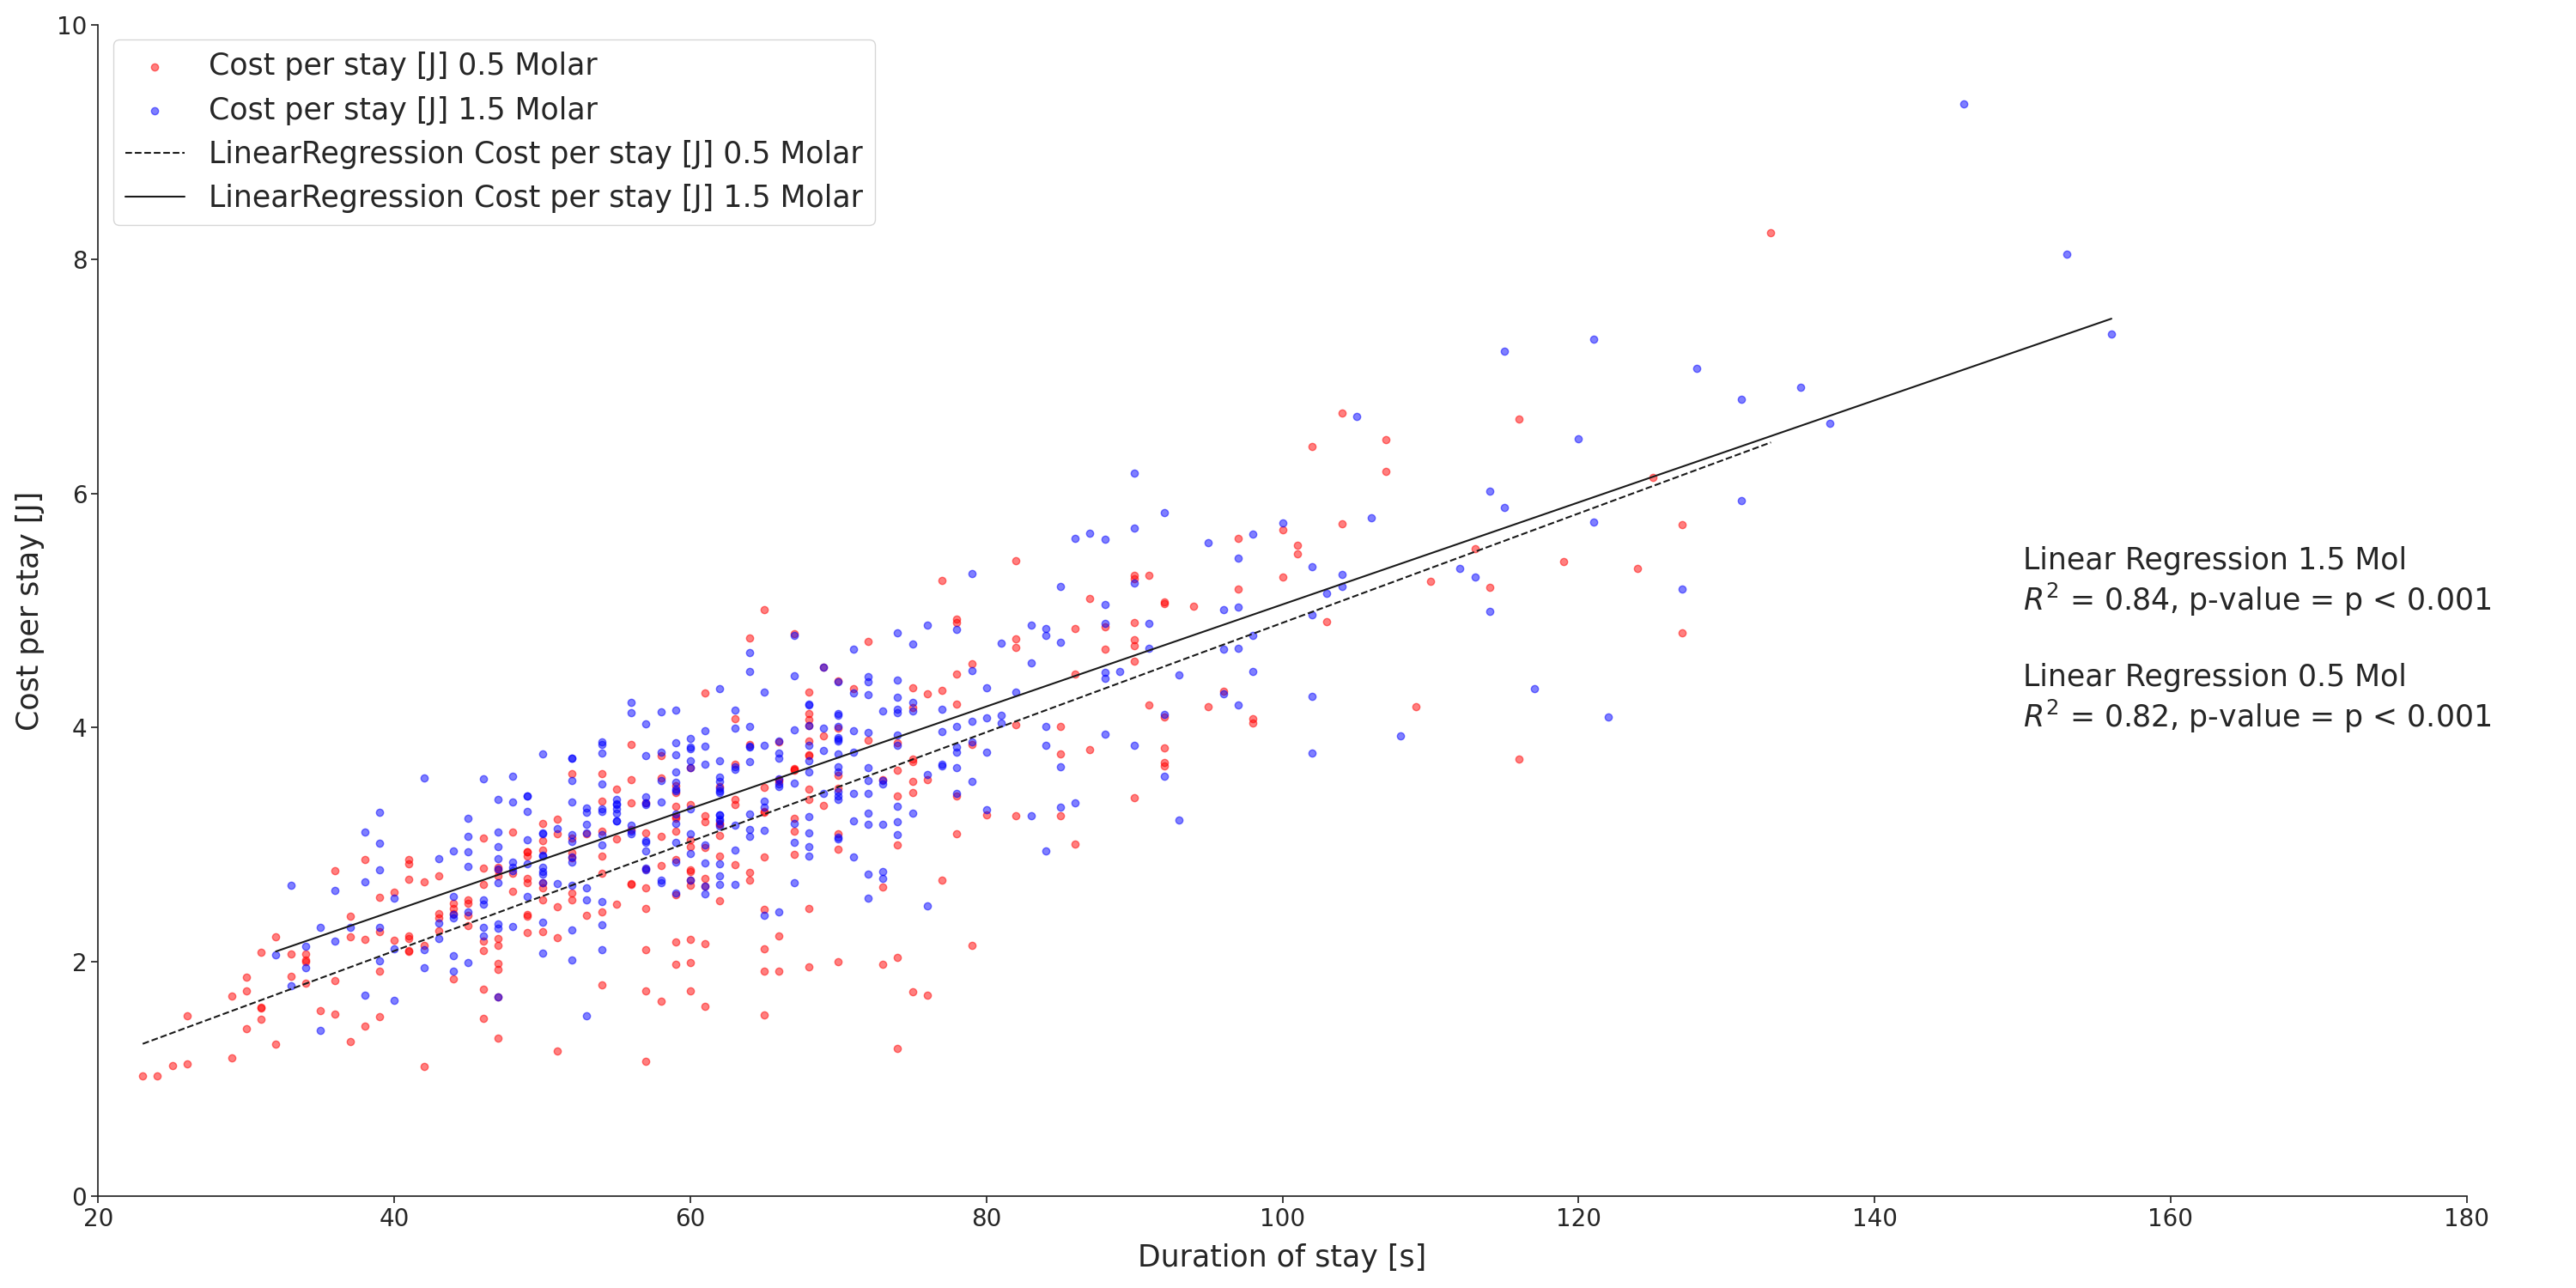 Cost per stay [J] 0.5 Molar
Cost per stay [J] 1.5 Molar
LinearRegression Cost per stay [J] 0.5 Molar
LinearRegression Cost per stay [J] 1.5 Molar
10
8
6
4
2
0
Cost per stay [J]
Linear Regression 1.5 Mol
R² = 0.84, p-value = p < 0.001
Linear Regression 0.5 Mol
R² = 0.82, p-value = p < 0.001
20 40 60 80 100 120 140 160 180
Duration of stay [s]